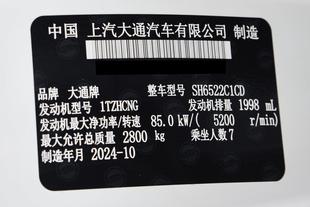 中国 上汽大通汽车有限公司 制造
品牌 大通牌 整车型号 SH6522C1CD
发动机型号 1TZHCNG 发动机排量 1998 mL
发动机最大净功率/转速 85.0 kW/( 5200 r/min)
最大允许总质量 2800 kg 乘坐人数 7
制造年月 2024-10